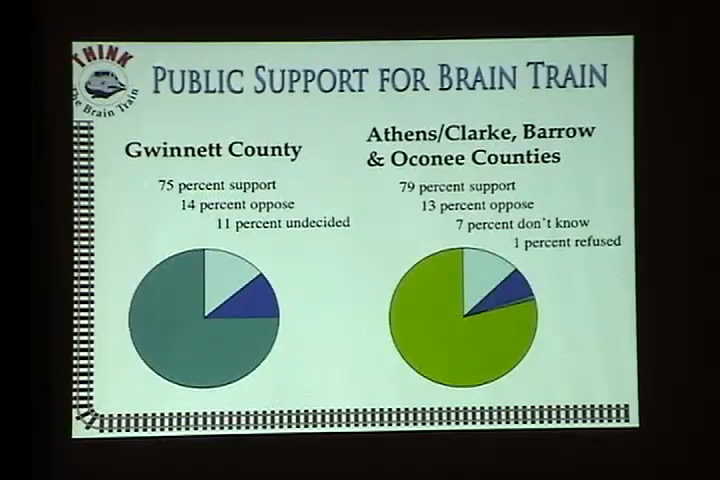 THINK
The Brain Train
PUBLIC SUPPORT FOR BRAIN TRAIN
Gwinnett County
75 percent support
14 percent oppose
11 percent undecided
Athens/Clarke, Barrow
& Oconee Counties
79 percent support
13 percent oppose
7 percent don't know
1 percent refused